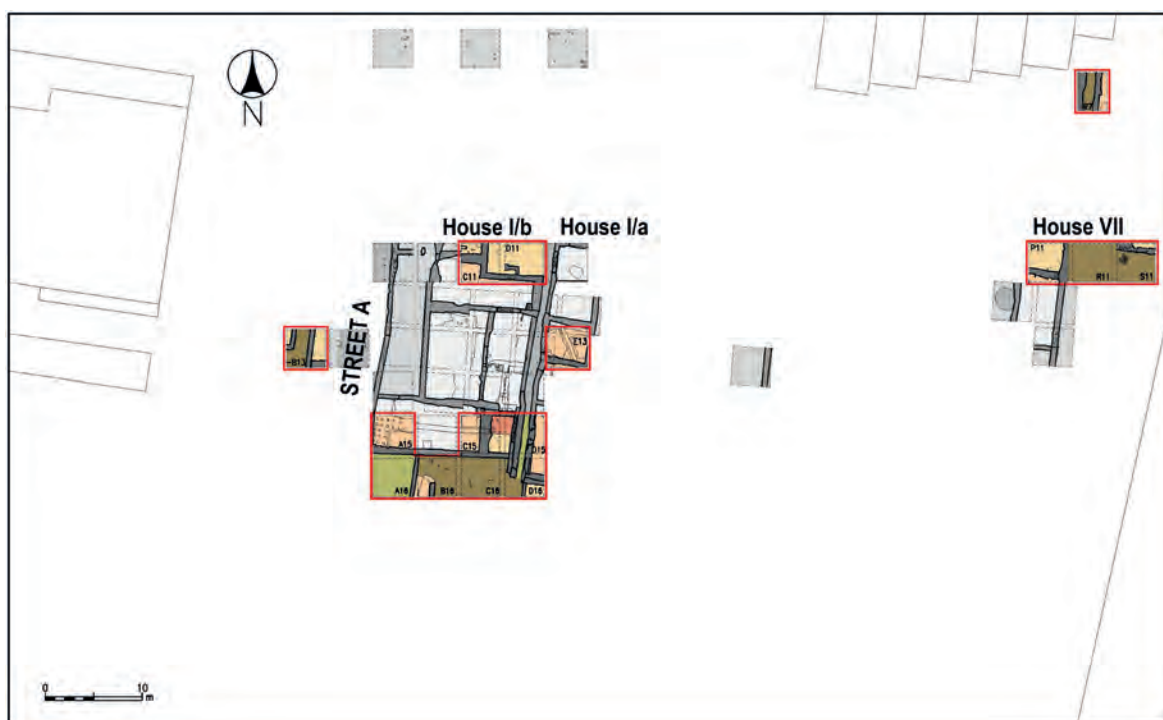 N
House I/b
House I/a
House VII
D11
C11
P11
R11
S11
STREET A
B13
E13
A15
C15
D15
A16
B16
C16
D16
0
10
m